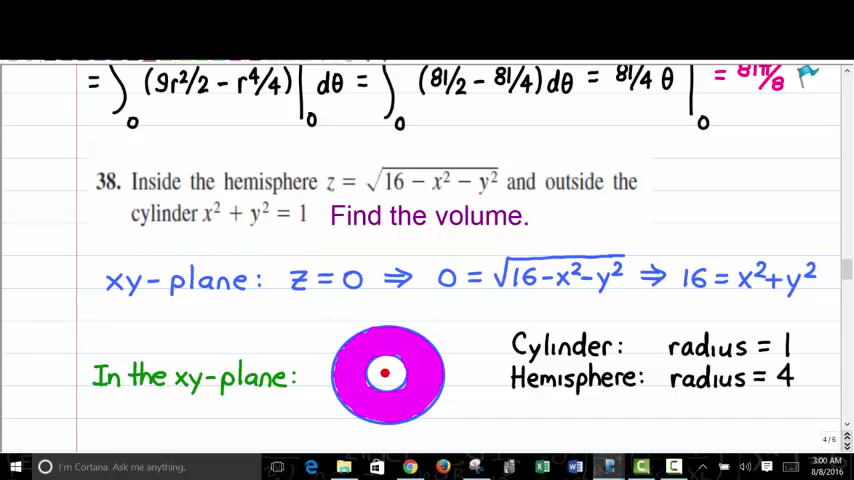 = ∫ (9r²/2 - r⁴/4) | dθ = ∫ (81/2 - 81/4) dθ = 81/4 θ | = 81π/8
0 0 0 0
38. Inside the hemisphere z = √16 − x² − y² and outside the
cylinder x² + y² = 1 Find the volume.
xy-plane: z = 0 ⇒ 0 = √16-x²-y² ⇒ 16 = x²+y²
Cylinder: radius = 1
In the xy-plane: Hemisphere: radius = 4
4/6
I'm Cortana. Ask me anything.
3:00 AM
8/8/2016